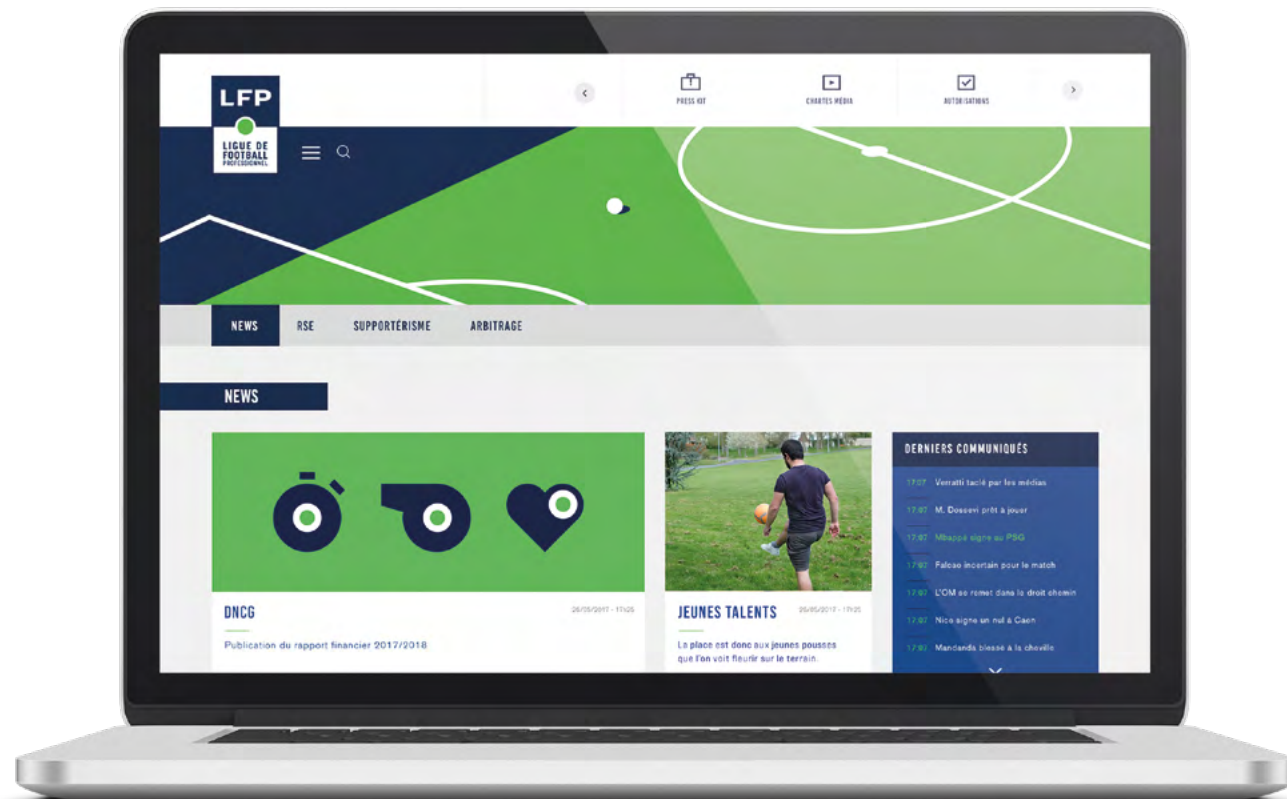 LFP
LIGUE DE
FOOTBALL
PROFESSIONNEL
PRESS KIT
CHARTES MÉDIA
AUTORISATIONS
NEWS
RSE
SUPPORTÉRISME
ARBITRAGE
NEWS
DNCG
26/05/2017 - 17h25
Publication du rapport financier 2017/2018
JEUNES TALENTS
26/05/2017 - 17h25
La place est donc aux jeunes pousses
que l'on voit fleurir sur le terrain.
DERNIERS COMMUNIQUÉS
17:07 Verratti taclé par les médias
17:07 M. Dossevi prêt à jouer
17:07 Mbappé signe au PSG
17:07 Falcao incertain pour le match
17:07 L'OM se remet dans le droit chemin
17:07 Nice signe un nul à Caen
17:07 Mandanda blessé à la cheville